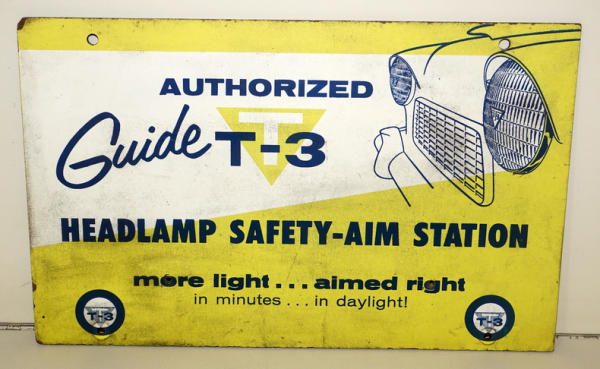 AUTHORIZED
Guide T-3
HEADLAMP SAFETY-AIM STATION
more light...aimed right
in minutes...in daylight!
T-3
T-3